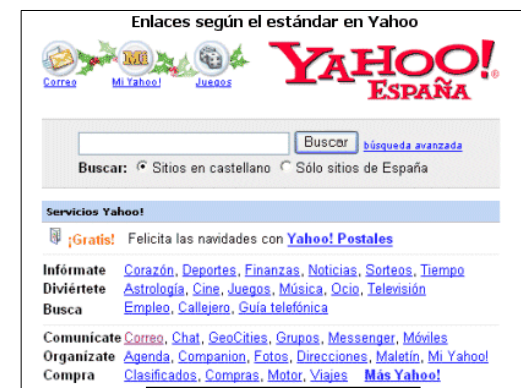 Enlaces según el estándar en Yahoo
Correo Mi Yahoo! Juegos
YAHOO!
ESPAÑA
Buscar búsqueda avanzada
Buscar: Sitios en castellano Sólo sitios de España
Servicios Yahoo!
¡Gratis! Felicita las navidades con Yahoo! Postales
Infórmate Corazón, Deportes, Finanzas, Noticias, Sorteos, Tiempo
Diviértete Astrología, Cine, Juegos, Música, Ocio, Televisión
Busca Empleo, Callejero, Guía telefónica
Comunícate Correo, Chat, GeoCities, Grupos, Messenger, Móviles
Organízate Agenda, Companion, Fotos, Direcciones, Maletín, Mi Yahoo!
Compra Clasificados, Compras, Motor, Viajes Más Yahoo!